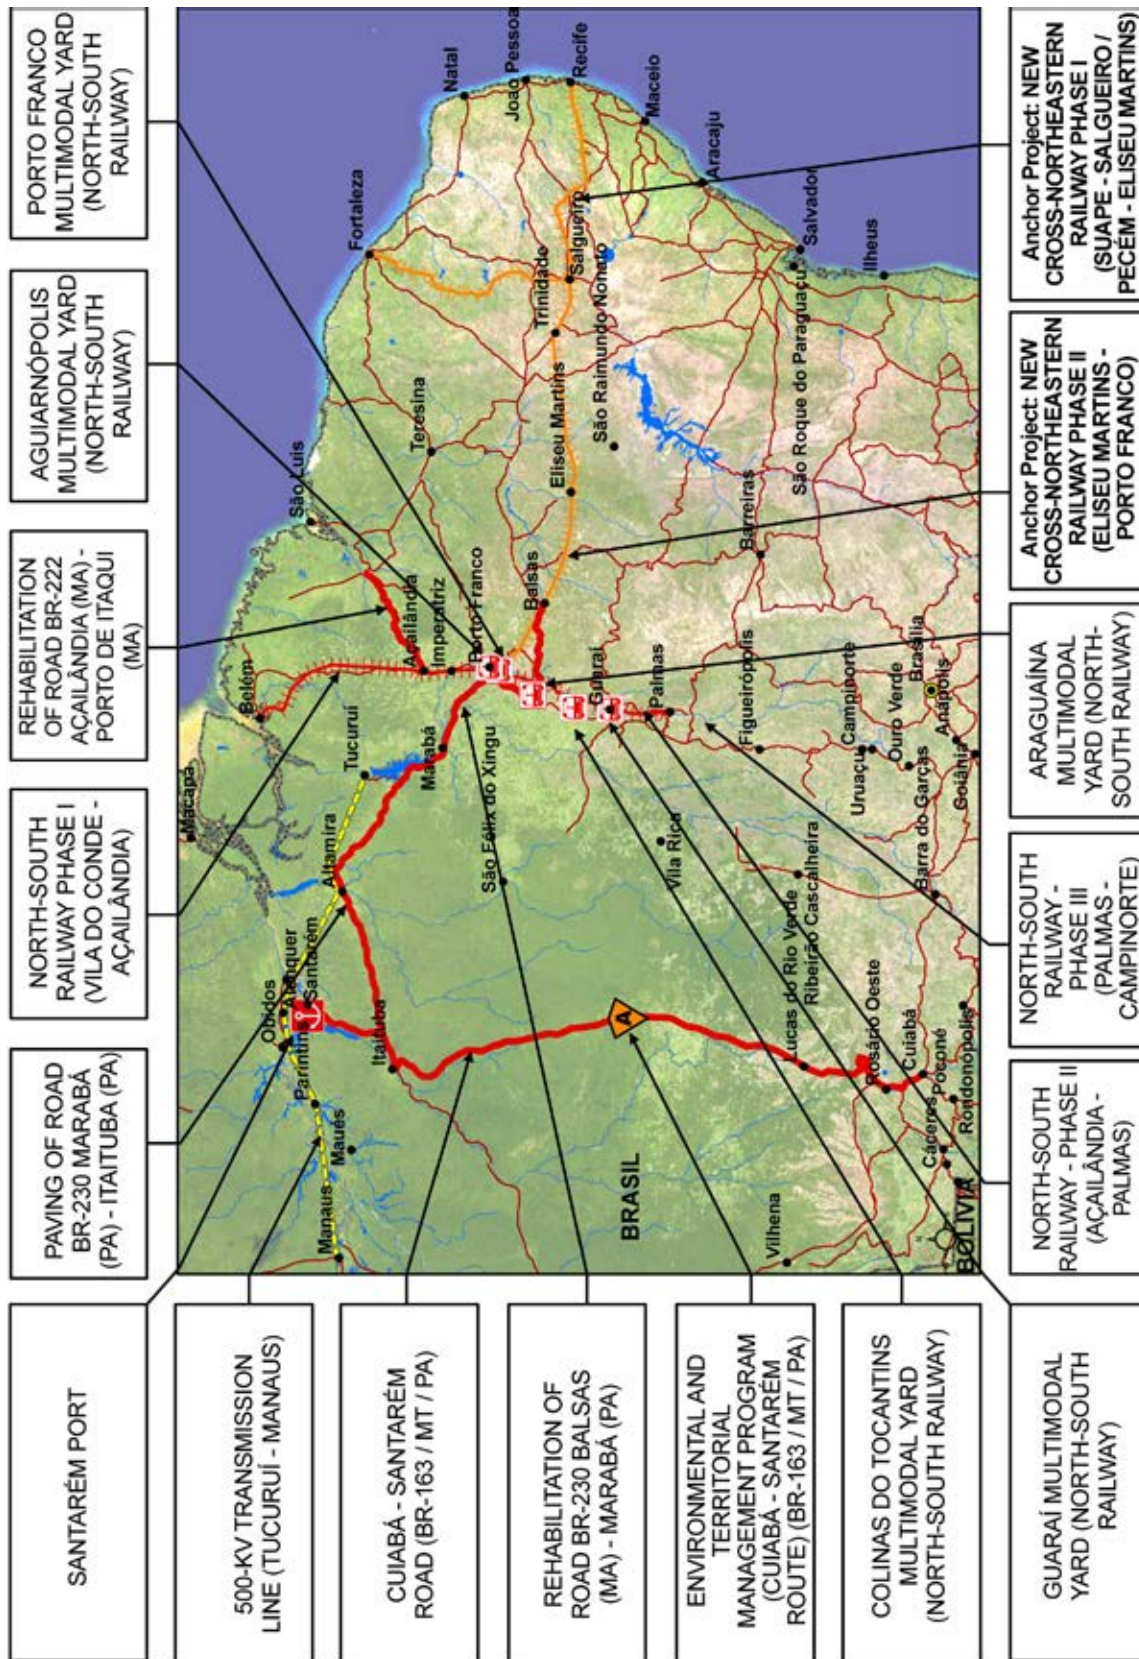 SANTARÉM PORT
PAVING OF ROAD
BR-230 MARABÁ
(PA) - ITAITUBA (PA)
NORTH-SOUTH
RAILWAY PHASE I
(VILA DO CONDE -
AÇAILÂNDIA)
REHABILITATION
OF ROAD BR-222
AÇAILÂNDIA (MA) -
PORTO DE ITAQUI
(MA)
AGUIARNÓPOLIS
MULTIMODAL YARD
(NORTH-SOUTH
RAILWAY)
PORTO FRANCO
MULTIMODAL YARD
(NORTH-SOUTH
RAILWAY)
500-KV TRANSMISSION
LINE (TUCURUÍ - MANAUS)
CUIABÁ - SANTARÉM
ROAD (BR-163 / MT / PA)
REHABILITATION OF
ROAD BR-230 BALSAS
(MA) - MARABÁ (PA)
ENVIRONMENTAL AND
TERRITORIAL
MANAGEMENT PROGRAM
(CUIABÁ - SANTARÉM
ROUTE) (BR-163 / MT / PA)
COLINAS DO TOCANTINS
MULTIMODAL YARD
(NORTH-SOUTH RAILWAY)
Macapá
Belém
São Luis
Fortaleza
Natal
João Pessoa
Recife
Maceio
Aracaju
Salvador
Ilheus
Óbidos
Alenquer
Santarém
Parintins
Manaus
Maués
Itaituba
Altamira
Tucuruí
Marabá
Açailândia
Imperatriz
Porto Franco
Teresina
Trinidade
Salgueiro
Eliseu Martins
São Raimundo Nonato
Balsas
São Félix do Xingu
Guaraí
Palmas
Vila Rica
BRASIL
A
Barreiras
São Roque do Paraguaçu
Figueirópolis
Campinorte
Uruaçu
Ouro Verde
Brasília
Anápolis
Goiânia
Barra do Garças
Ribeirão Cascalheira
Lucas do Rio Verde
Rosário Oeste
Cuiabá
Poconé
Rondonópolis
Cáceres
Vilhena
BOLIVIA
GUARAÍ MULTIMODAL
YARD (NORTH-SOUTH
RAILWAY)
NORTH-SOUTH
RAILWAY - PHASE II
(AÇAILÂNDIA -
PALMAS)
NORTH-SOUTH
RAILWAY -
PHASE III
(PALMAS -
CAMPINORTE)
ARAGUAÍNA
MULTIMODAL
YARD (NORTH-
SOUTH RAILWAY)
Anchor Project: NEW
CROSS-NORTHEASTERN
RAILWAY PHASE II
(ELISEU MARTINS -
PORTO FRANCO)
Anchor Project: NEW
CROSS-NORTHEASTERN
RAILWAY PHASE I
(SUAPE - SALGUEIRO /
PECÉM - ELISEU MARTINS)